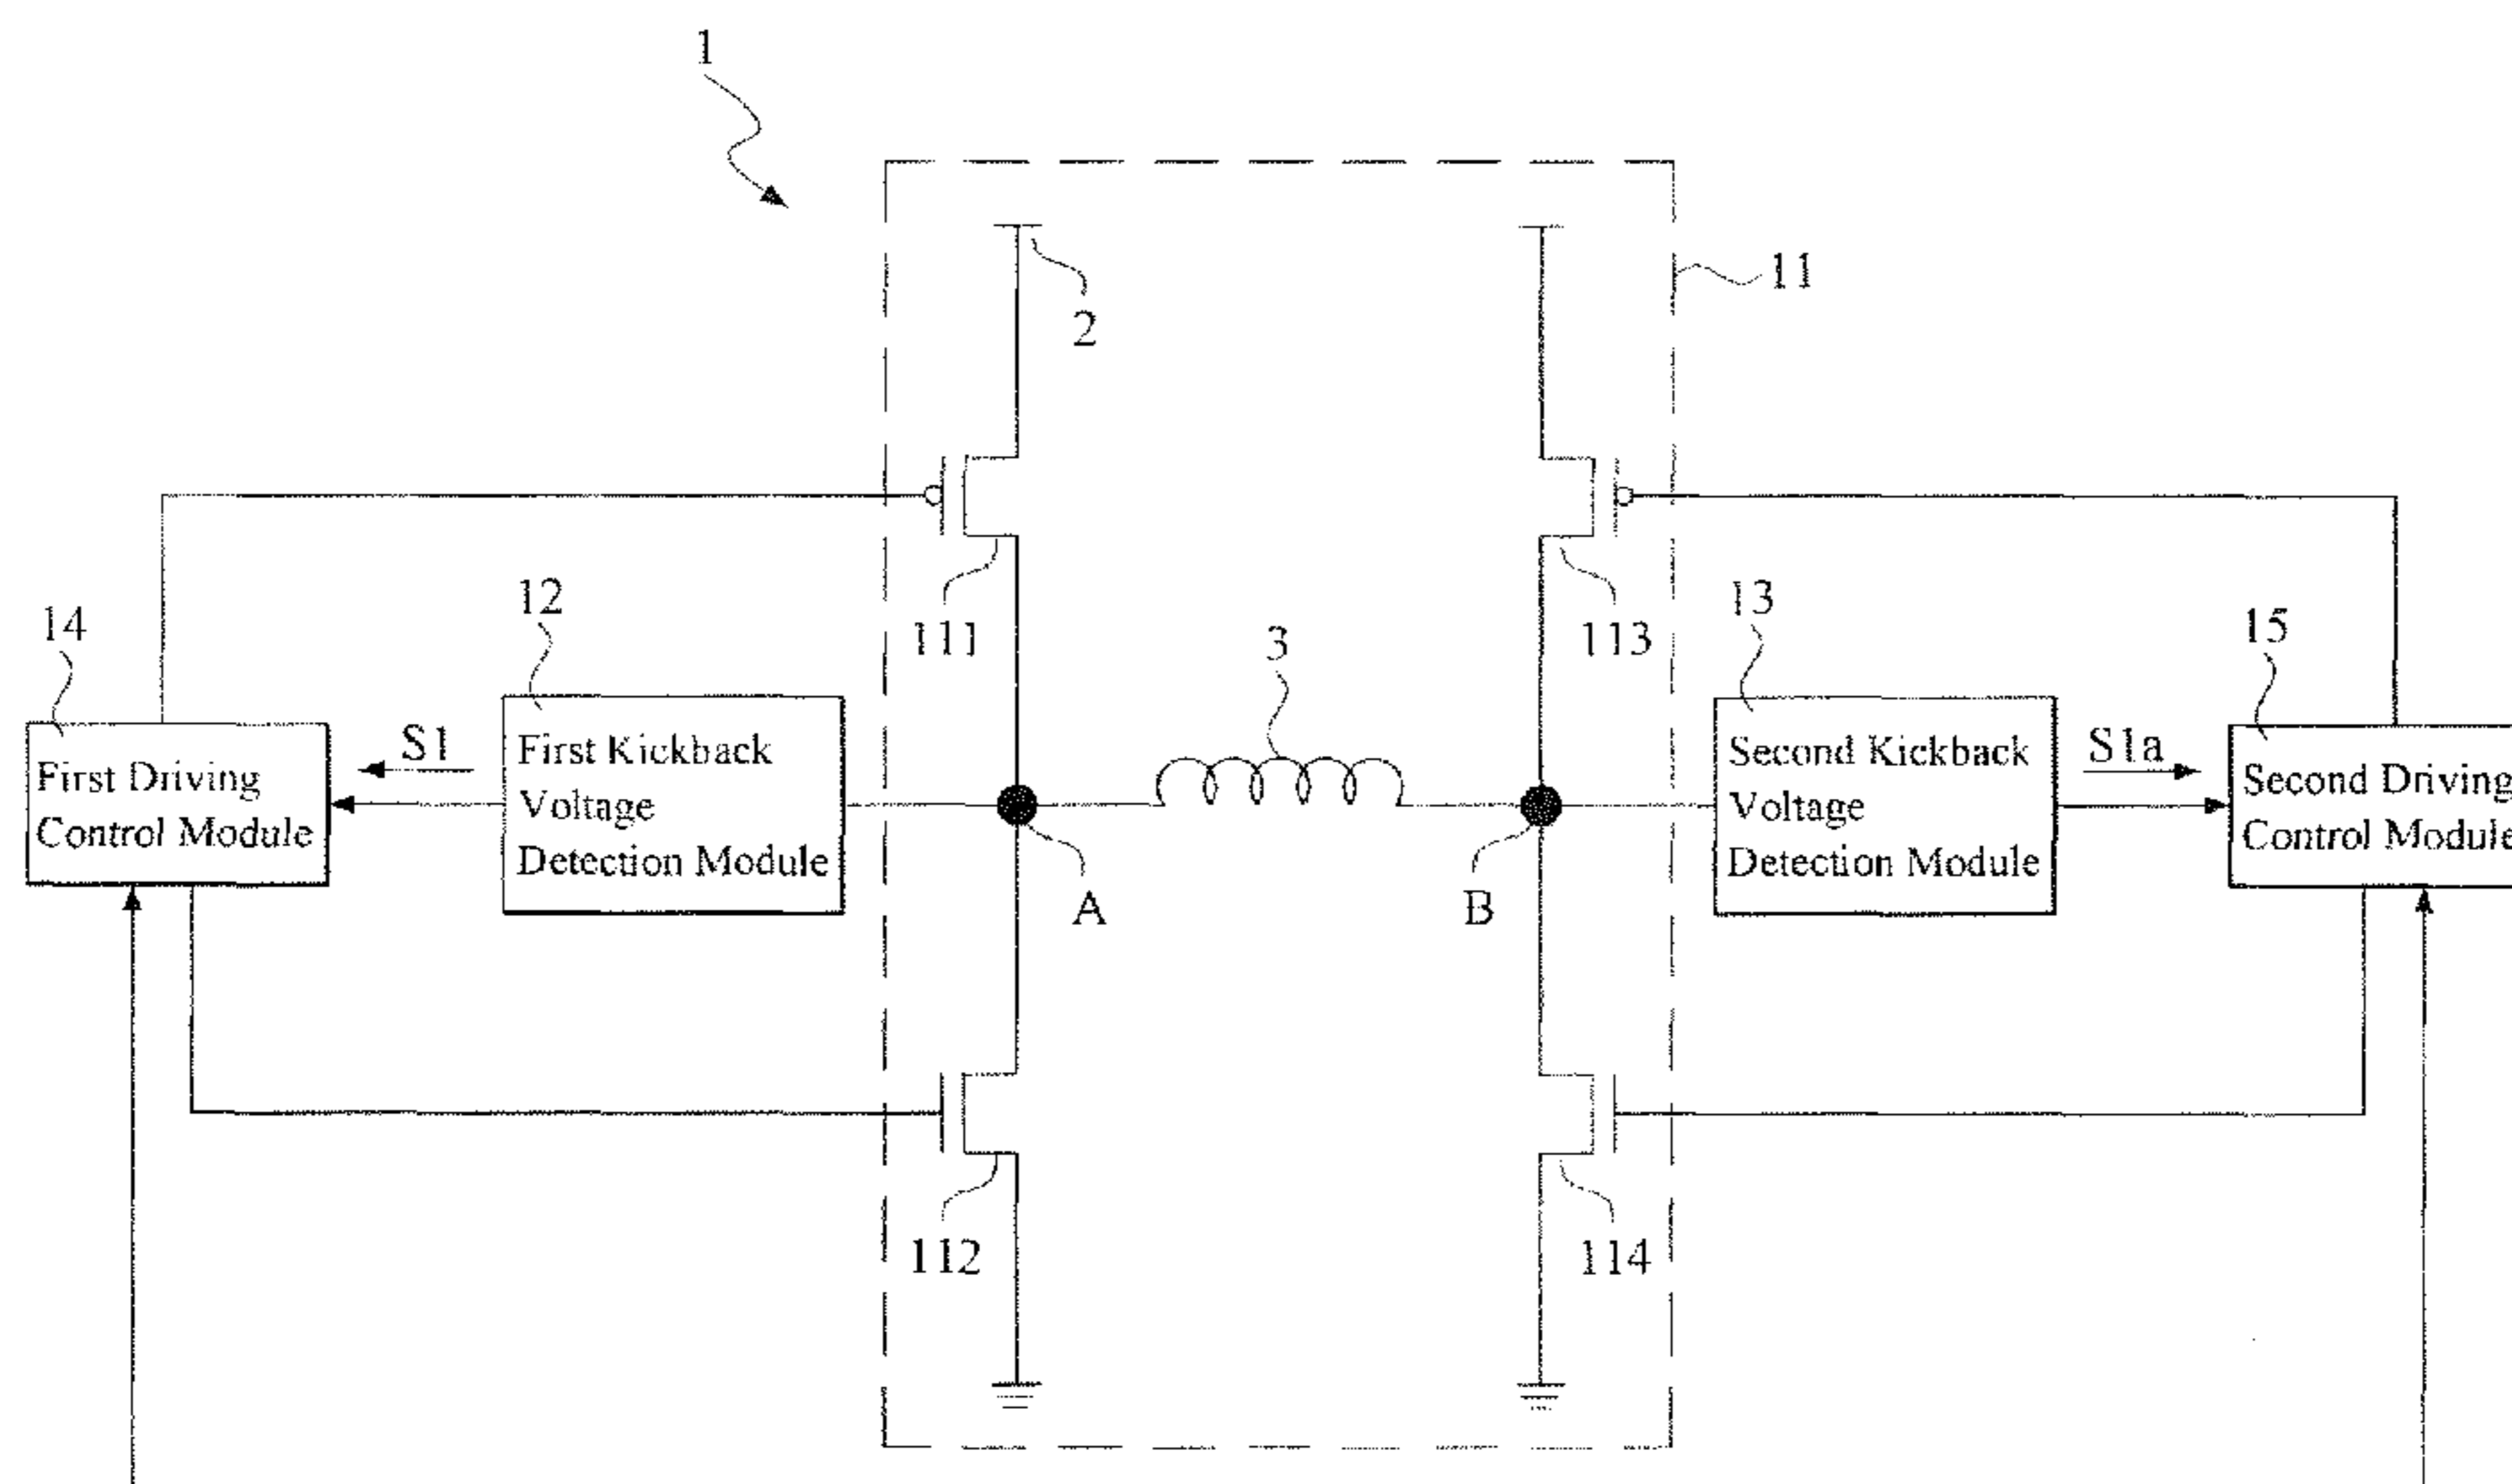 1
2
11
111
113
14
12
3
13
15
First Driving
Control Module
S1
First Kickback
Voltage
Detection Module
Second Kickback
Voltage
Detection Module
S1a
Second Driving
Control Module
A
B
112
114